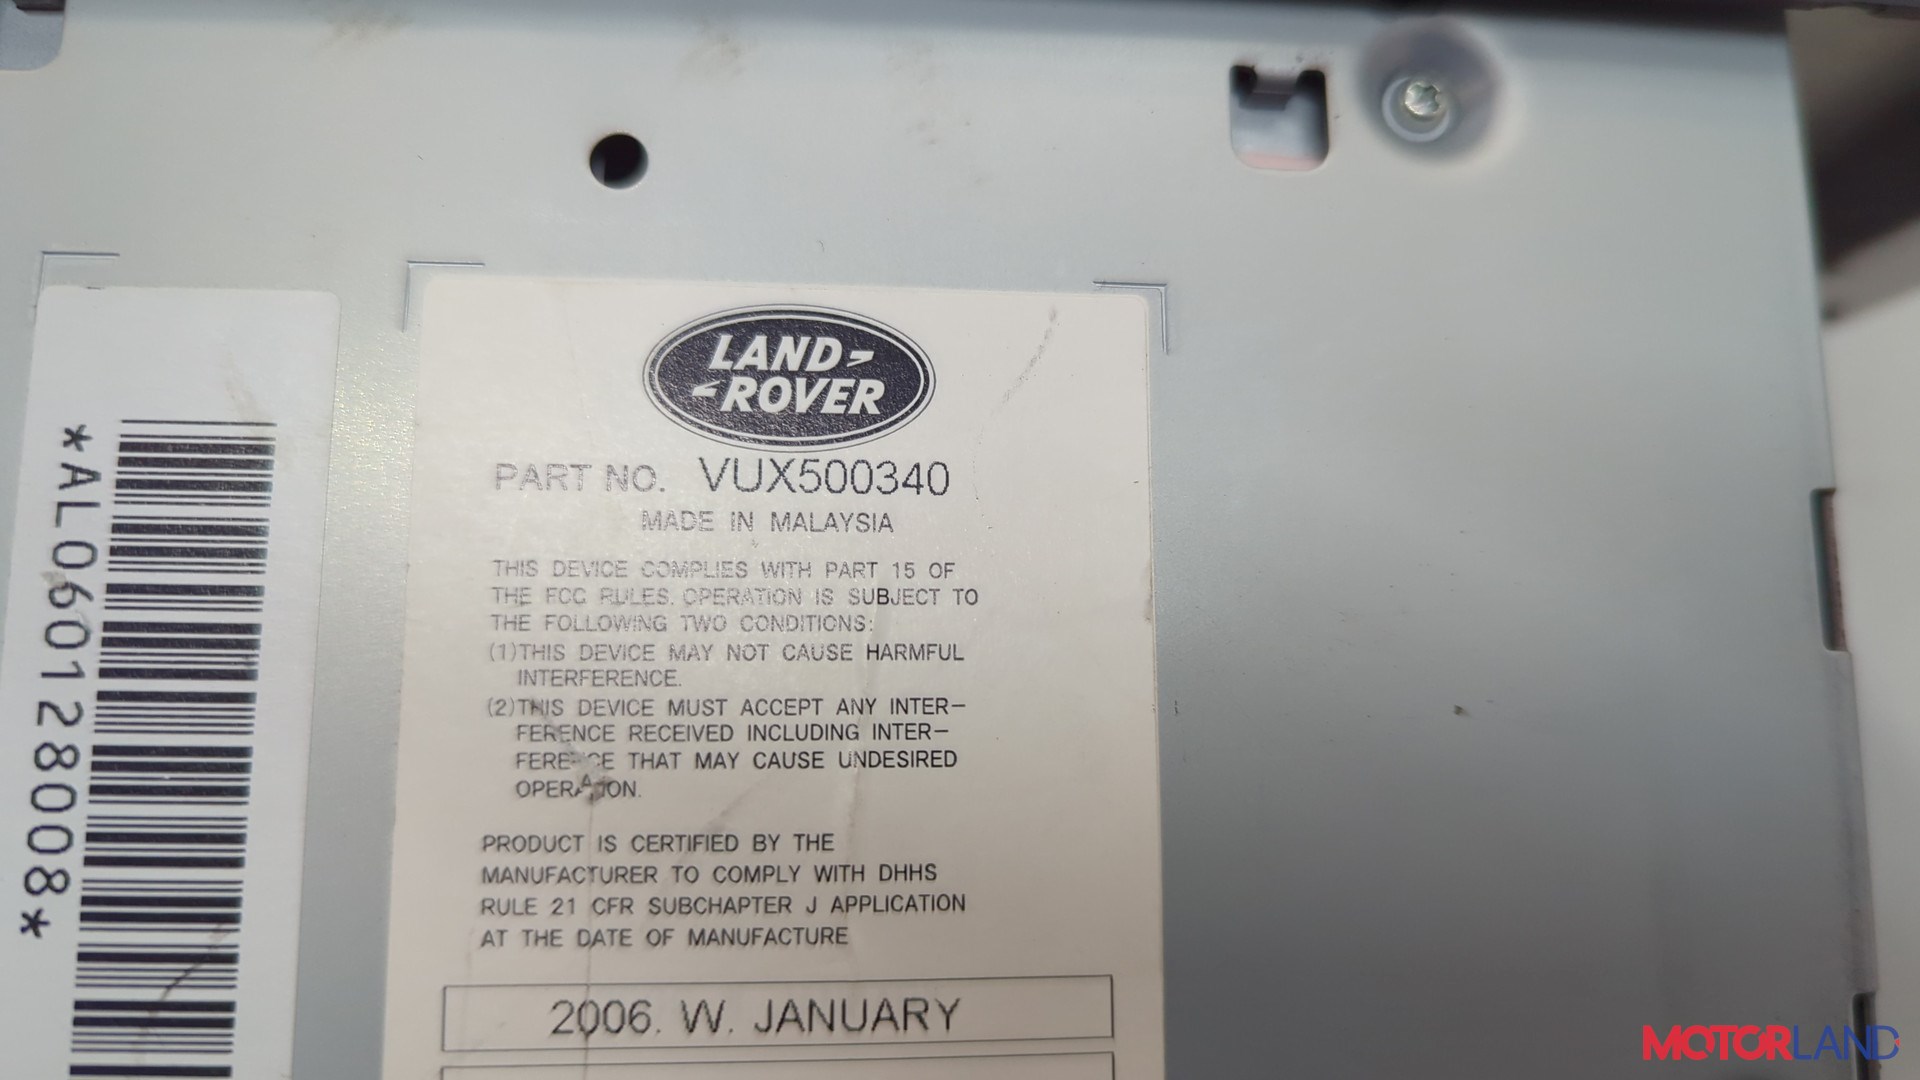 *AL060128008*
LAND-
-ROVER
PART NO. VUX500340
MADE IN MALAYSIA
THIS DEVICE COMPLIES WITH PART 15 OF
THE FCC RULES. OPERATION IS SUBJECT TO
THE FOLLOWING TWO CONDITIONS:
(1)THIS DEVICE MAY NOT CAUSE HARMFUL
INTERFERENCE.
(2)THIS DEVICE MUST ACCEPT ANY INTER-
FERENCE RECEIVED INCLUDING INTER-
FERENCE THAT MAY CAUSE UNDESIRED
OPERATION.
PRODUCT IS CERTIFIED BY THE
MANUFACTURER TO COMPLY WITH DHHS
RULE 21 CFR SUBCHAPTER J APPLICATION
AT THE DATE OF MANUFACTURE
2006. W. JANUARY
MOTORLAND